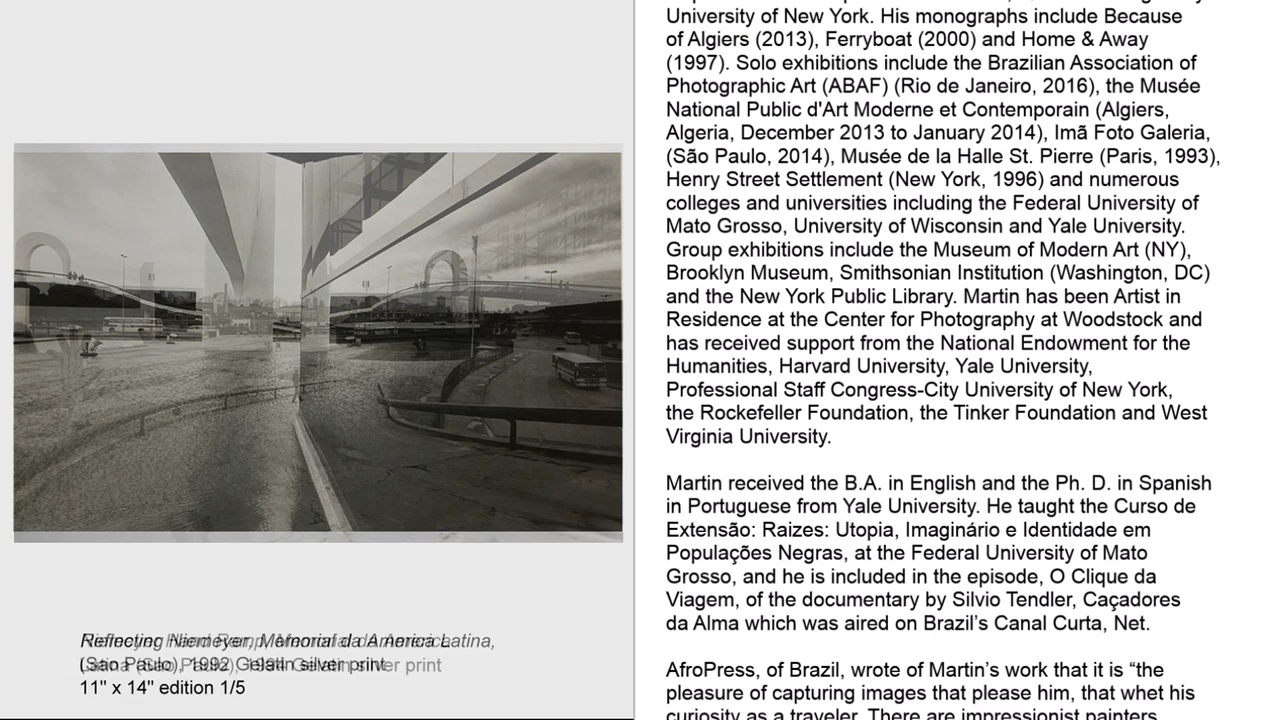 11" x 14" edition 1/5
University of New York. His monographs include Because
of Algiers (2013), Ferryboat (2000) and Home & Away
(1997). Solo exhibitions include the Brazilian Association of
Photographic Art (ABAF) (Rio de Janeiro, 2016), the Musée
National Public d'Art Moderne et Contemporain (Algiers,
Algeria, December 2013 to January 2014), Imã Foto Galeria,
(São Paulo, 2014), Musée de la Halle St. Pierre (Paris, 1993),
Henry Street Settlement (New York, 1996) and numerous
colleges and universities including the Federal University of
Mato Grosso, University of Wisconsin and Yale University.
Group exhibitions include the Museum of Modern Art (NY),
Brooklyn Museum, Smithsonian Institution (Washington, DC)
and the New York Public Library. Martin has been Artist in
Residence at the Center for Photography at Woodstock and
has received support from the National Endowment for the
Humanities, Harvard University, Yale University,
Professional Staff Congress-City University of New York,
the Rockefeller Foundation, the Tinker Foundation and West
Virginia University.
Martin received the B.A. in English and the Ph. D. in Spanish
in Portuguese from Yale University. He taught the Curso de
Extensão: Raizes: Utopia, Imaginário e Identidade em
Populações Negras, at the Federal University of Mato
Grosso, and he is included in the episode, O Clique da
Viagem, of the documentary by Silvio Tendler, Caçadores
da Alma which was aired on Brazil’s Canal Curta, Net.
AfroPress, of Brazil, wrote of Martin’s work that it is “the
pleasure of capturing images that please him, that whet his
curiosity as a traveler. There are impressionist painters